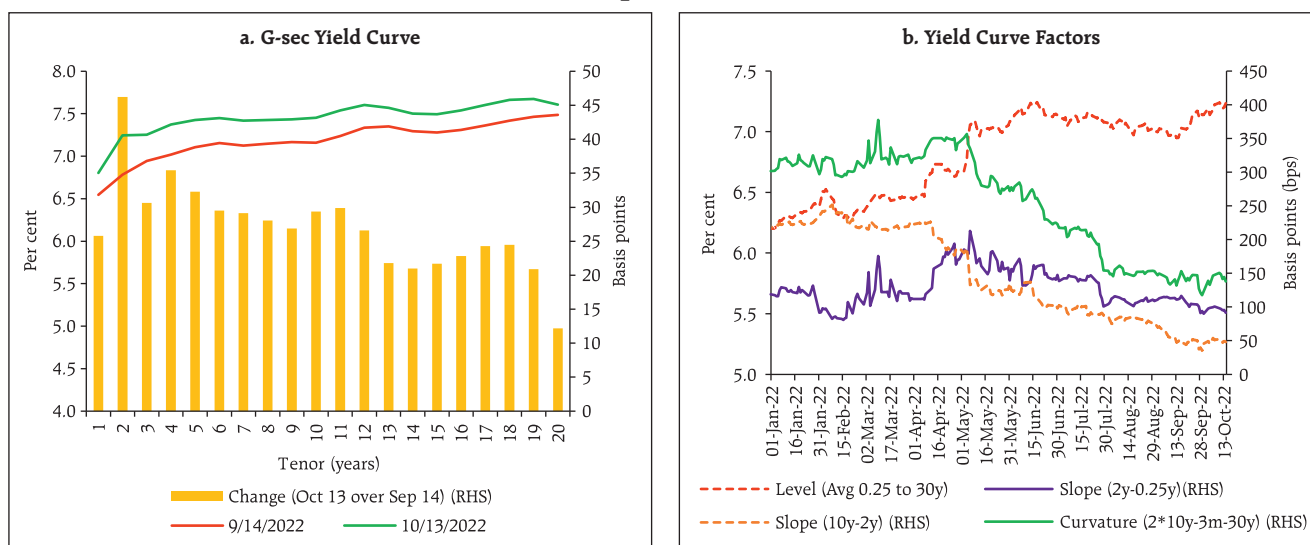 a. G-sec Yield Curve
8.0
7.5
7.0
6.5
6.0
5.5
5.0
4.5
4.0
Per cent
50
45
40
35
30
25
20
15
10
5
0
Basis points
1 2 3 4 5 6 7 8 9 10 11 12 13 14 15 16 17 18 19 20
Tenor (years)
Change (Oct 13 over Sep 14) (RHS)
9/14/2022 10/13/2022
b. Yield Curve Factors
7.5
7.0
6.5
6.0
5.5
5.0
Per cent
450
400
350
300
250
200
150
100
50
0
Basis points (bps)
01-Jan-22
16-Jan-22
31-Jan-22
15-Feb-22
02-Mar-22
17-Mar-22
01-Apr-22
16-Apr-22
01-May-22
16-May-22
31-May-22
15-Jun-22
30-Jun-22
15-Jul-22
30-Jul-22
14-Aug-22
29-Aug-22
13-Sep-22
28-Sep-22
13-Oct-22
Level (Avg 0.25 to 30y) Slope (2y-0.25y)(RHS)
Slope (10y-2y) (RHS) Curvature (2*10y-3m-30y) (RHS)